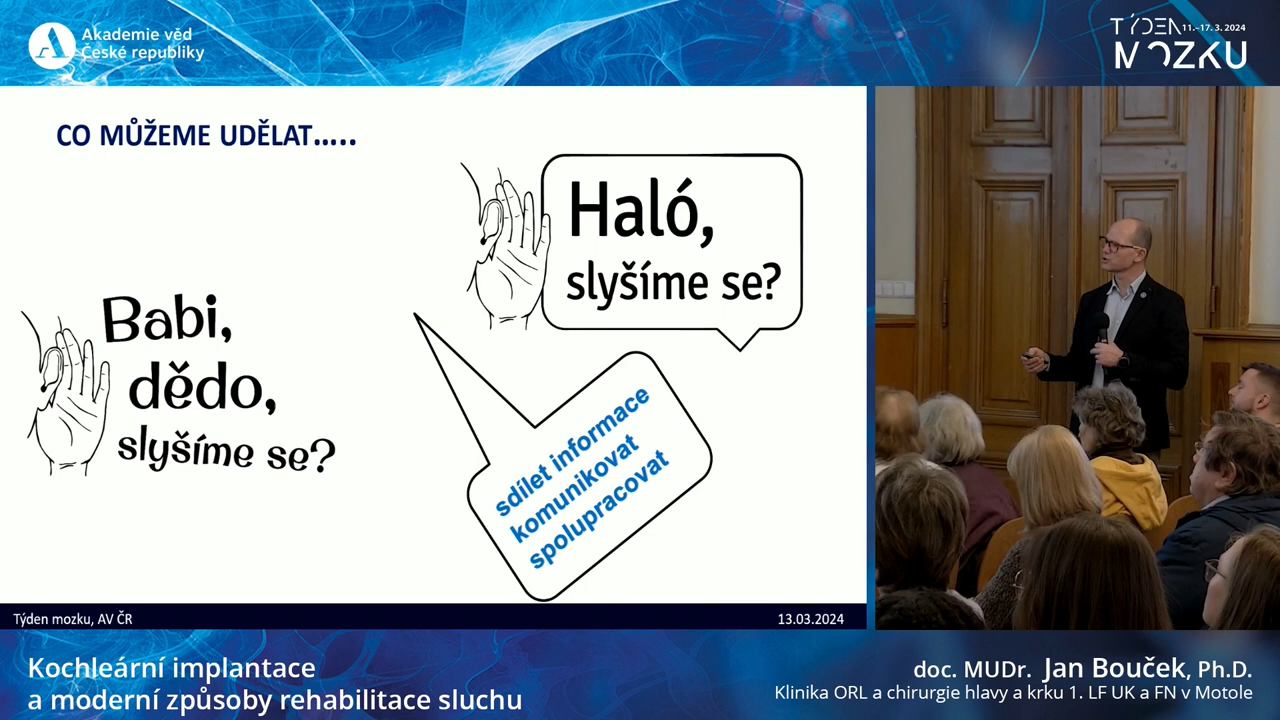 Akademie věd
České republiky
TÝDEN 11.–17. 3. 2024
MOZKU
CO MŮŽEME UDĚLAT.....
Haló,
slyšíme se?
Babi,
dědo,
slyšíme se?
sdílet informace
komunikovat
spolupracovat
Týden mozku, AV ČR
13.03.2024
Kochleární implantace
a moderní způsoby rehabilitace sluchu
doc. MUDr. Jan Bouček, Ph.D.
Klinika ORL a chirurgie hlavy a krku 1. LF UK a FN v Motole